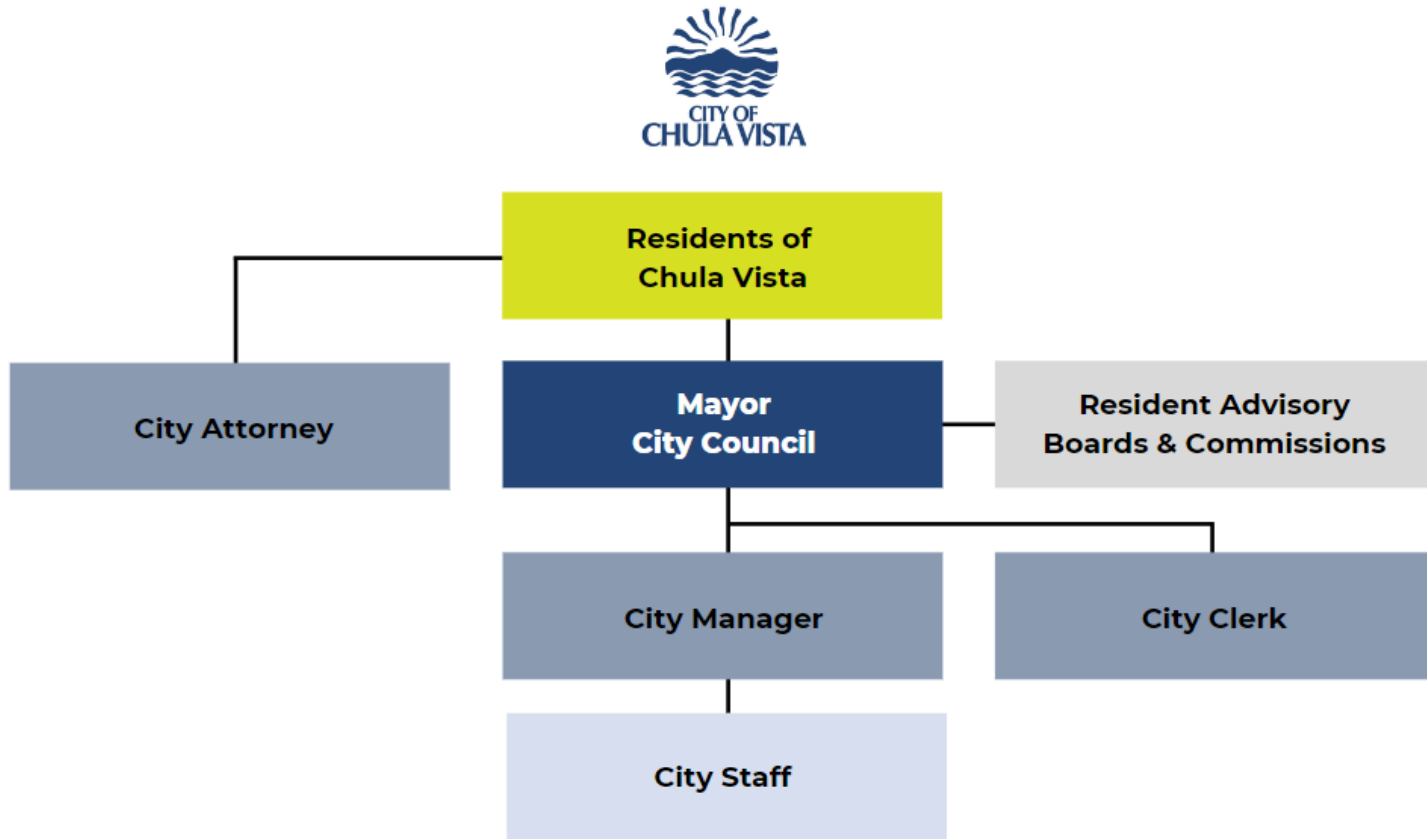 CITY OF
CHULA VISTA
Residents of
Chula Vista
City Attorney
Mayor
City Council
Resident Advisory
Boards & Commissions
City Manager
City Clerk
City Staff